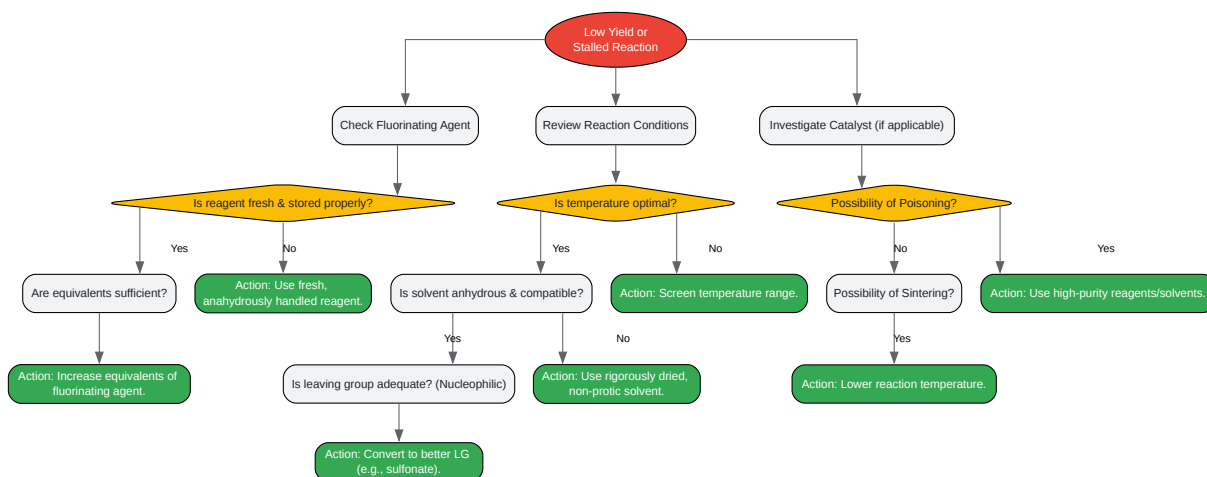 Low Yield or
Stalled Reaction
Check Fluorinating Agent
Review Reaction Conditions
Investigate Catalyst (if applicable)
Is reagent fresh & stored properly?
Is temperature optimal?
Possibility of Poisoning?
Yes
No
Yes
No
No
Yes
Are equivalents sufficient?
Action: Use fresh,
anahydrously handled reagent.
Is solvent anhydrous & compatible?
Action: Screen temperature range.
Possibility of Sintering?
Action: Use high-purity reagents/solvents.
Yes
No
Yes
Action: Increase equivalents of
fluorinating agent.
Is leaving group adequate? (Nucleophilic)
Action: Use rigorously dried,
non-protic solvent.
Action: Lower reaction temperature.
Action: Convert to better LG
(e.g., sulfonate).